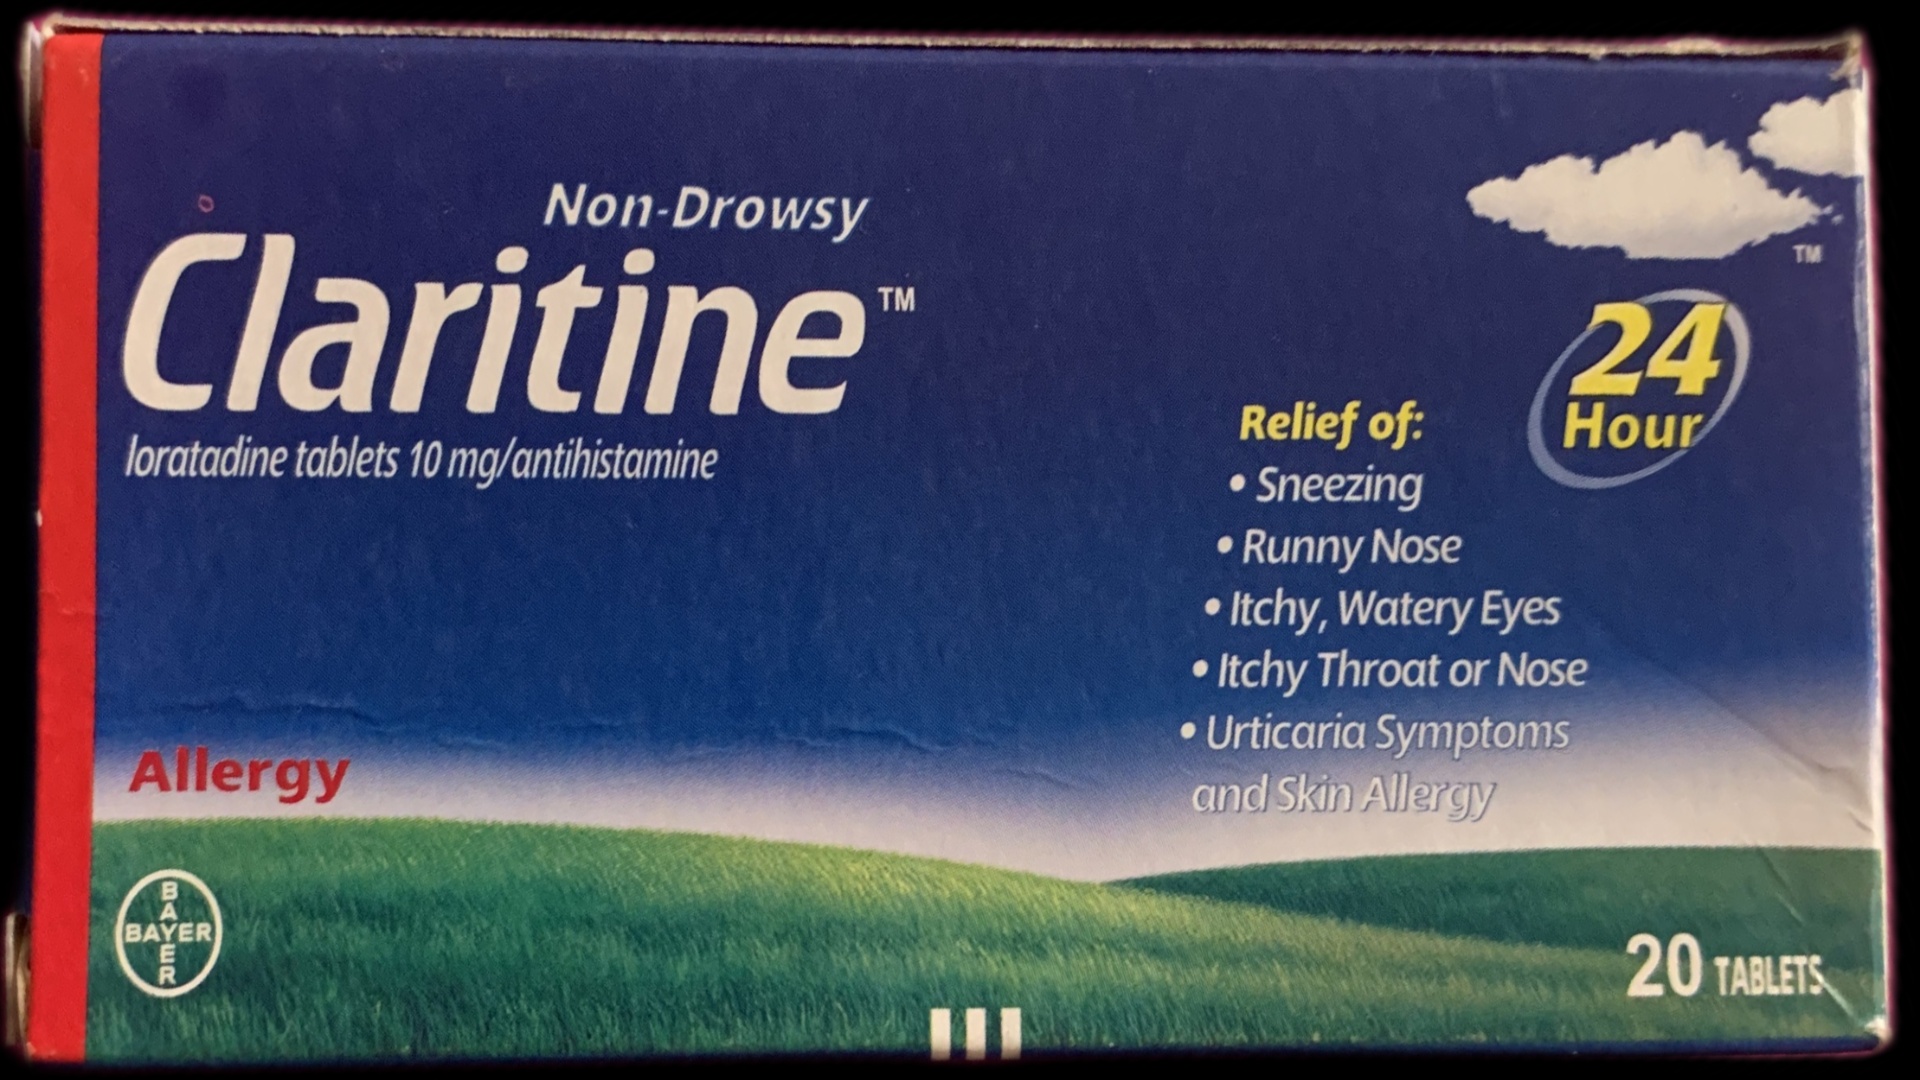 Non-Drowsy
Claritine™
loratadine tablets 10 mg/antihistamine
™
24
Hour
Relief of:
• Sneezing
• Runny Nose
• Itchy, Watery Eyes
• Itchy Throat or Nose
• Urticaria Symptoms
and Skin Allergy
Allergy
BAYER
BAYER
20 TABLETS